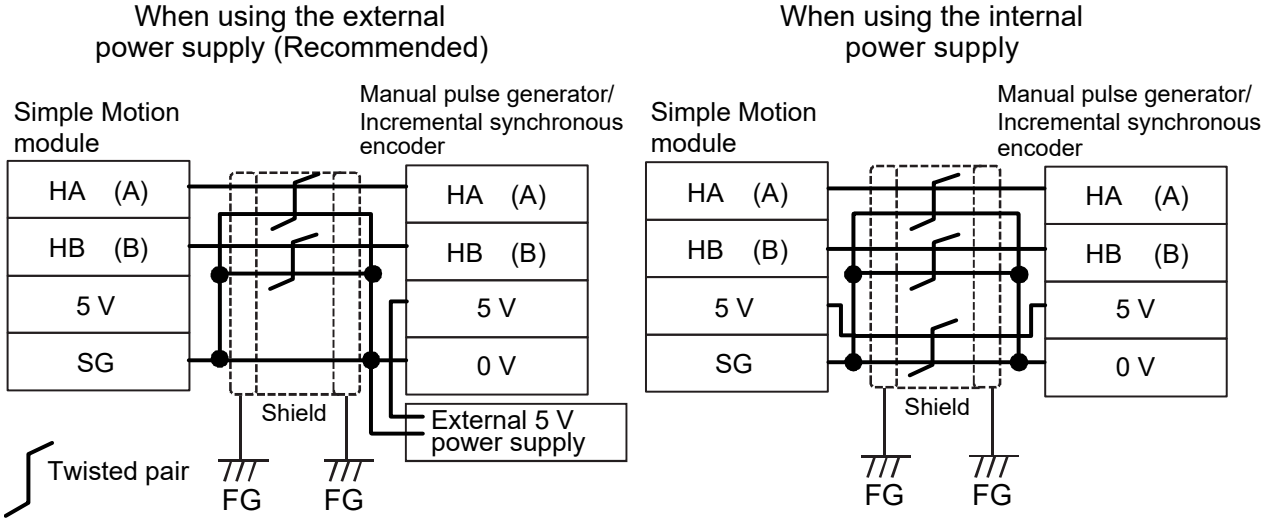 When using the external
power supply (Recommended)
Simple Motion
module
Manual pulse generator/
Incremental synchronous
encoder
HA (A)
HB (B)
5 V
SG
HA (A)
HB (B)
5 V
0 V
Shield
External 5 V
power supply
Twisted pair
FG
FG
When using the internal
power supply
Simple Motion
module
Manual pulse generator/
Incremental synchronous
encoder
HA (A)
HB (B)
5 V
SG
HA (A)
HB (B)
5 V
0 V
Shield
FG
FG